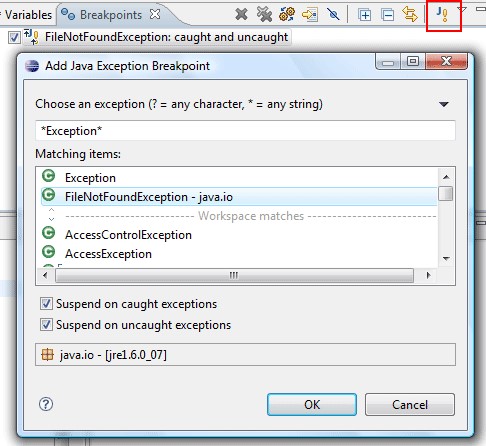 Variables
Breakpoints
FileNotFoundException: caught and uncaught
Add Java Exception Breakpoint
Choose an exception (? = any character, * = any string)
*Exception*
Matching items:
Exception
FileNotFoundException - java.io
Workspace matches
AccessControlException
AccessException
Suspend on caught exceptions
Suspend on uncaught exceptions
java.io - [jre1.6.0_07]
OK
Cancel